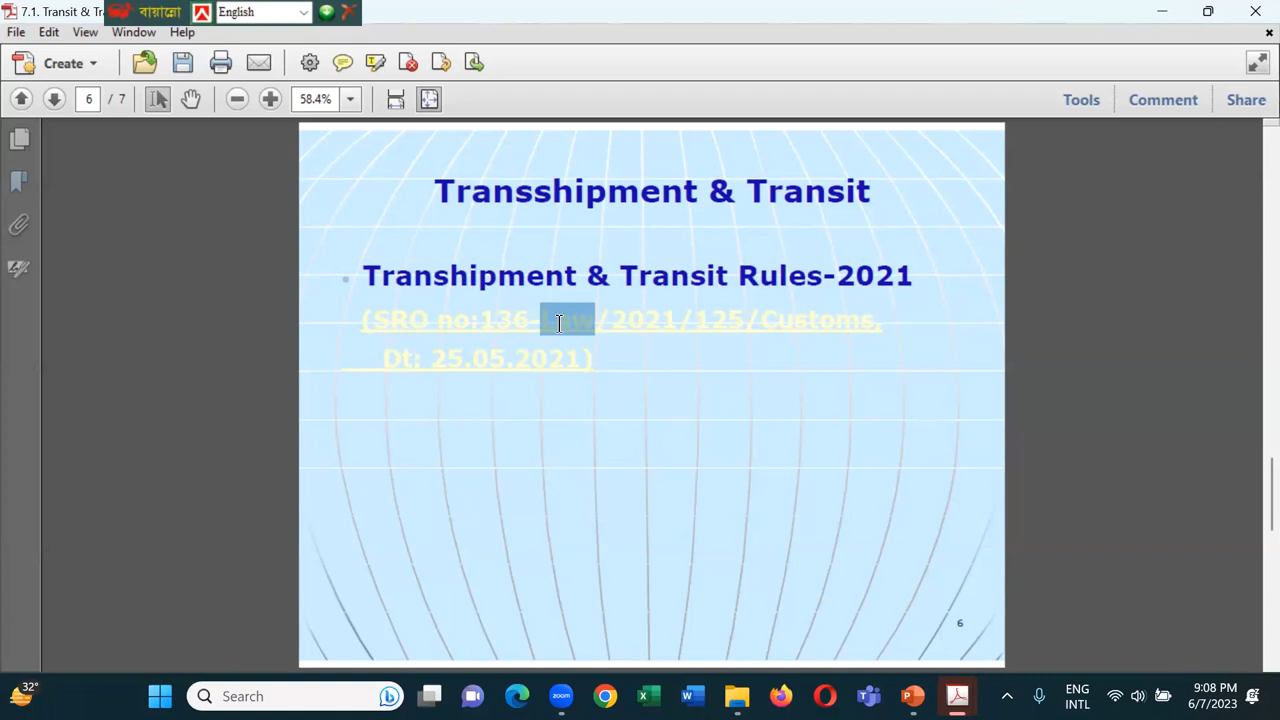 7.1. Transit & Tr
বায়ান্নো
English
File Edit View Window Help
Create
6 / 7
58.4%
Tools Comment Share
Transshipment & Transit
Transhipment & Transit Rules-2021
(SRO no:136-Law/2021/125/Customs,
Dt; 25.05.2021)
6
32°
Search
ENG
INTL
9:08 PM
6/7/2023